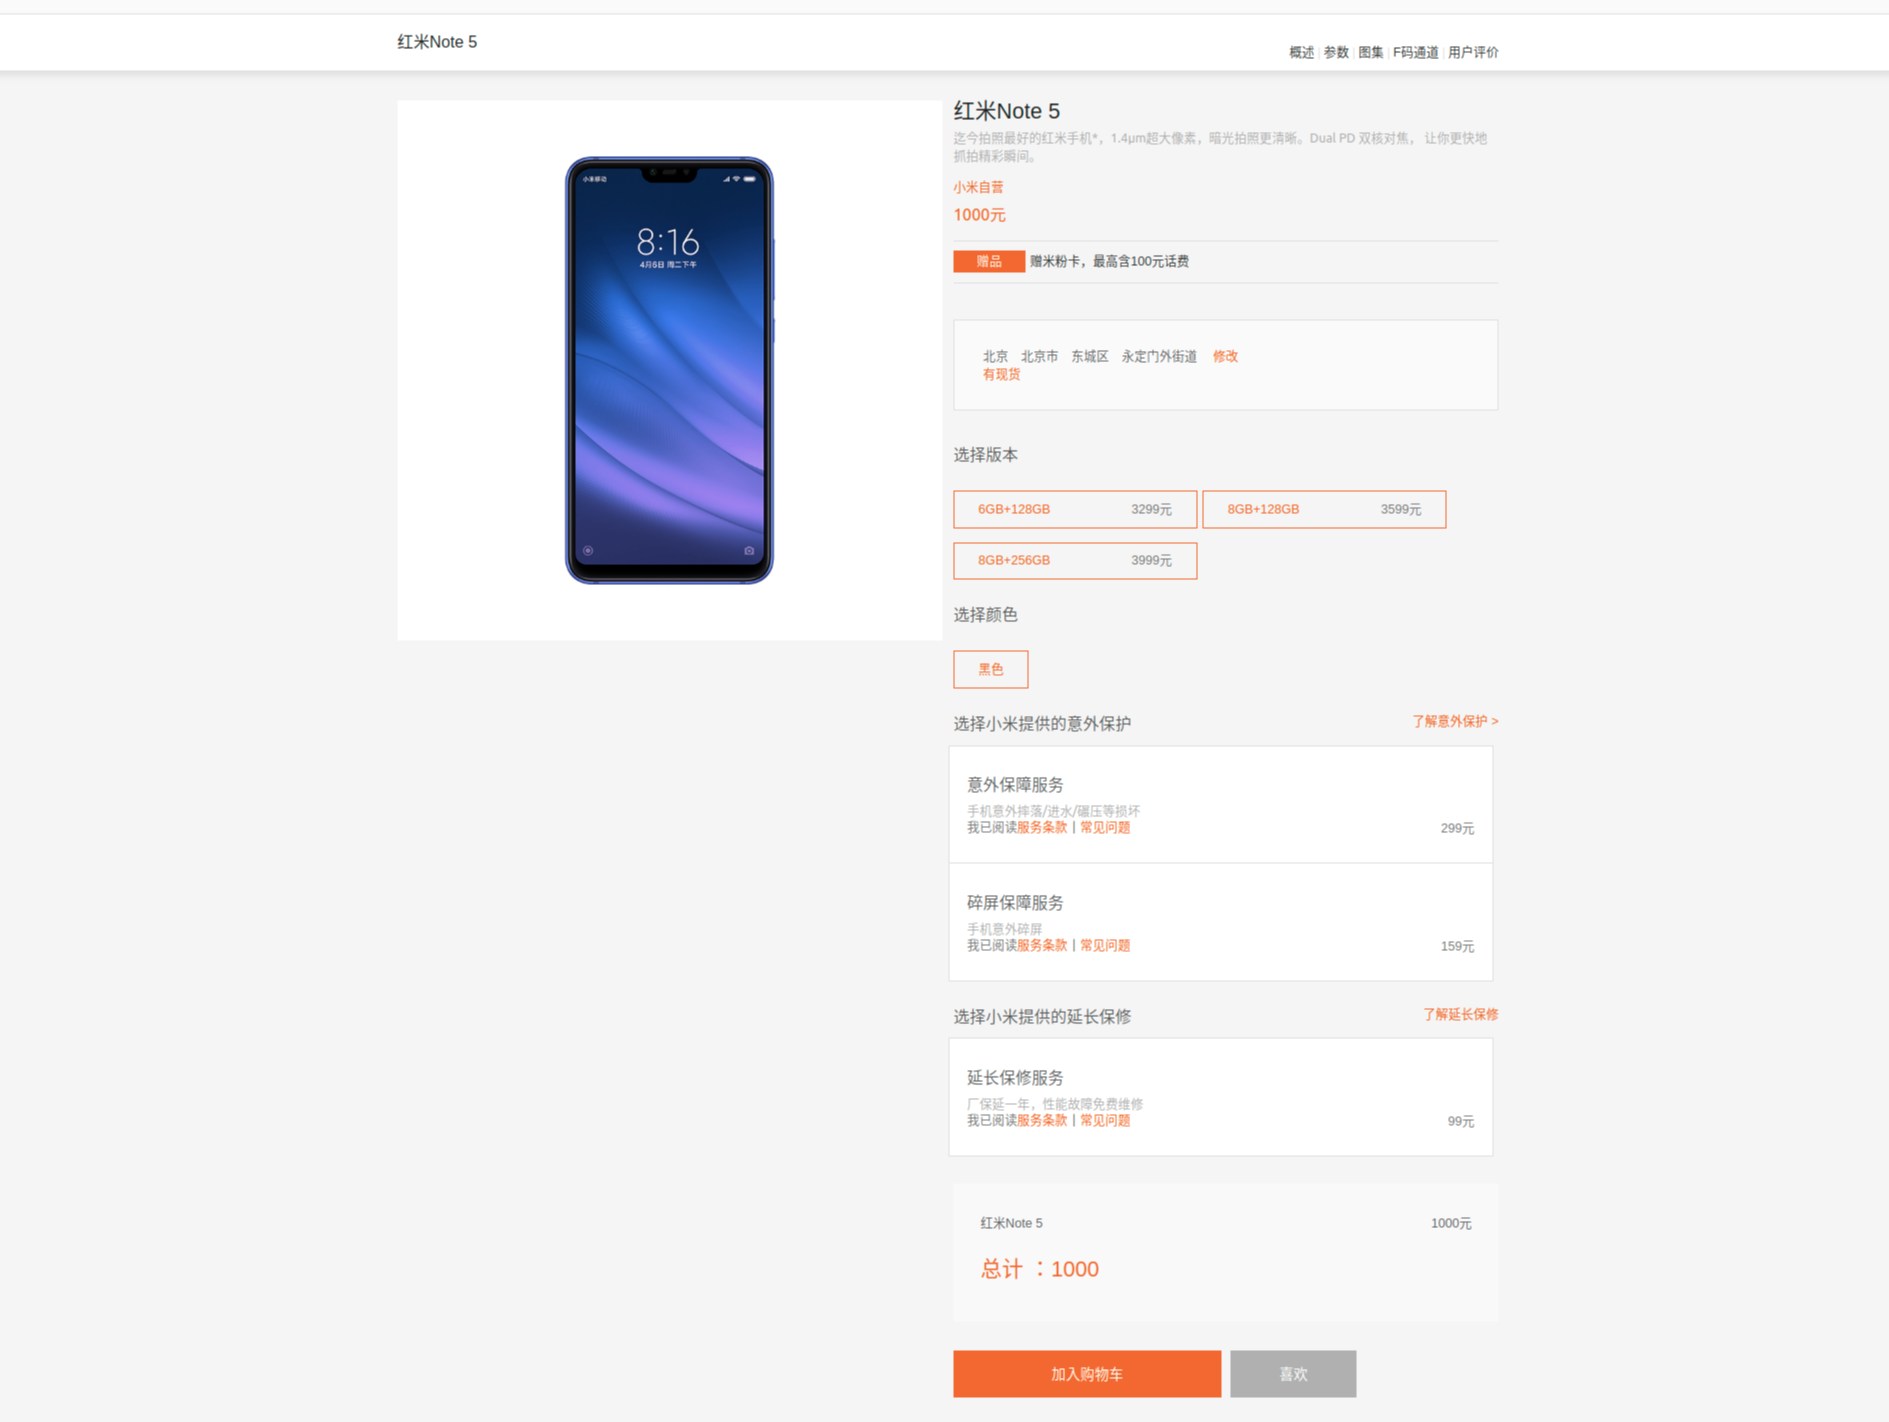 红米Note 5
概述 | 参数 | 图集 | F码通道 | 用户评价
小米移动
8:16
4月6日 周二下午
红米Note 5
迄今拍照最好的红米手机*，1.4μm超大像素，暗光拍照更清晰。Dual PD 双核对焦， 让你更快地
抓拍精彩瞬间。
小米自营
1000元
赠品 赠米粉卡，最高含100元话费
北京 北京市 东城区 永定门外街道 修改
有现货
选择版本
6GB+128GB 3299元 8GB+128GB 3599元
8GB+256GB 3999元
选择颜色
黑色
选择小米提供的意外保护 了解意外保护 >
意外保障服务
手机意外摔落/进水/碾压等损坏
我已阅读服务条款 | 常见问题 299元
碎屏保障服务
手机意外碎屏
我已阅读服务条款 | 常见问题 159元
选择小米提供的延长保修 了解延长保修
延长保修服务
厂保延一年，性能故障免费维修
我已阅读服务条款 | 常见问题 99元
红米Note 5 1000元
总计 ：1000
加入购物车 喜欢